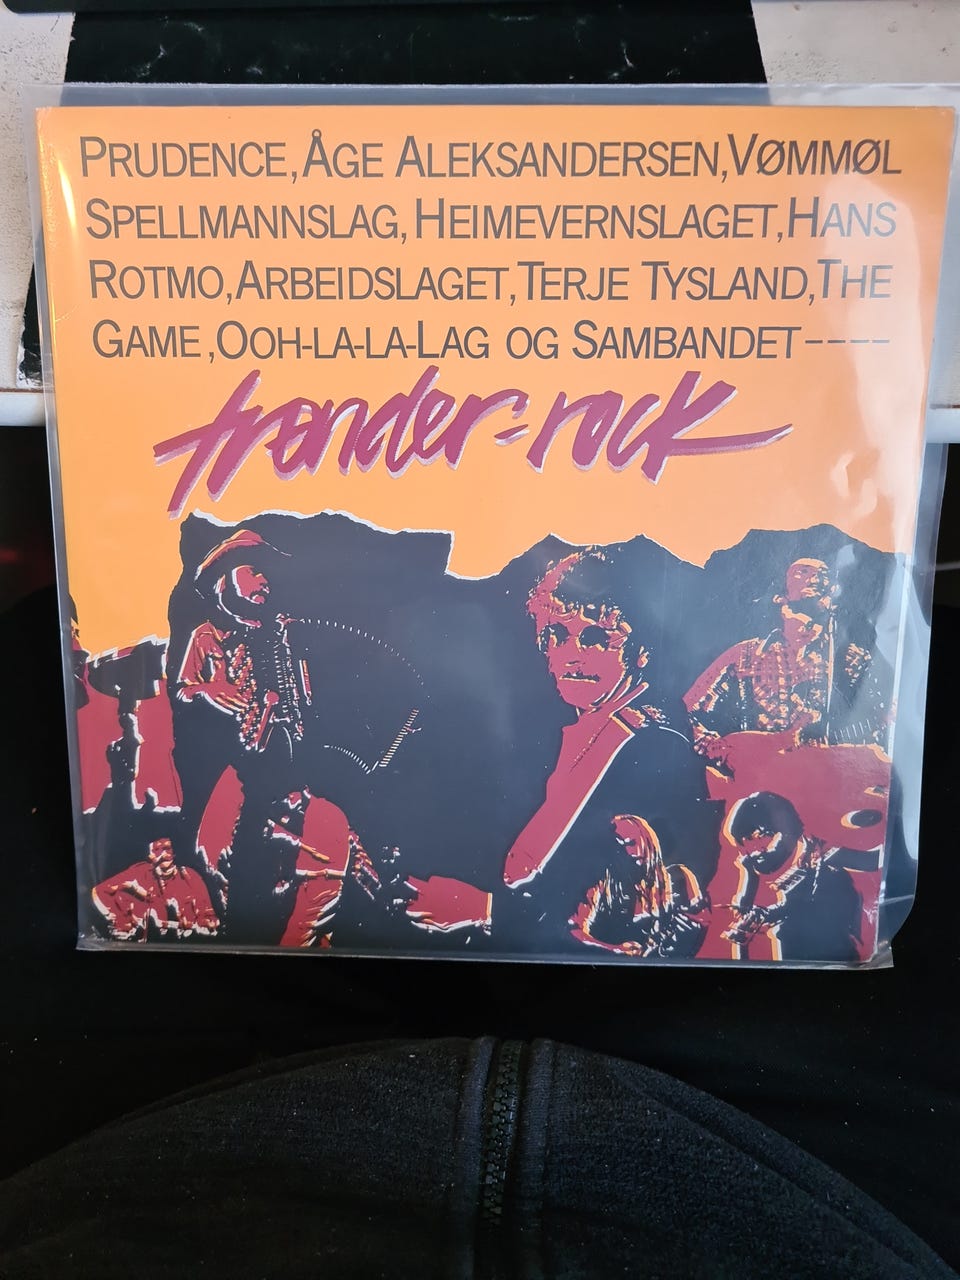 PRUDENCE, ÅGE ALEKSANDERSEN, VØMMØL
SPELLMANNSLAG, HEIMEVERNSLAGET, HANS
ROTMO, ARBEIDSLAGET, TERJE TYSLAND, THE
GAME, OOH-LA-LA-LAG OG SAMBANDET----
trønder-rock